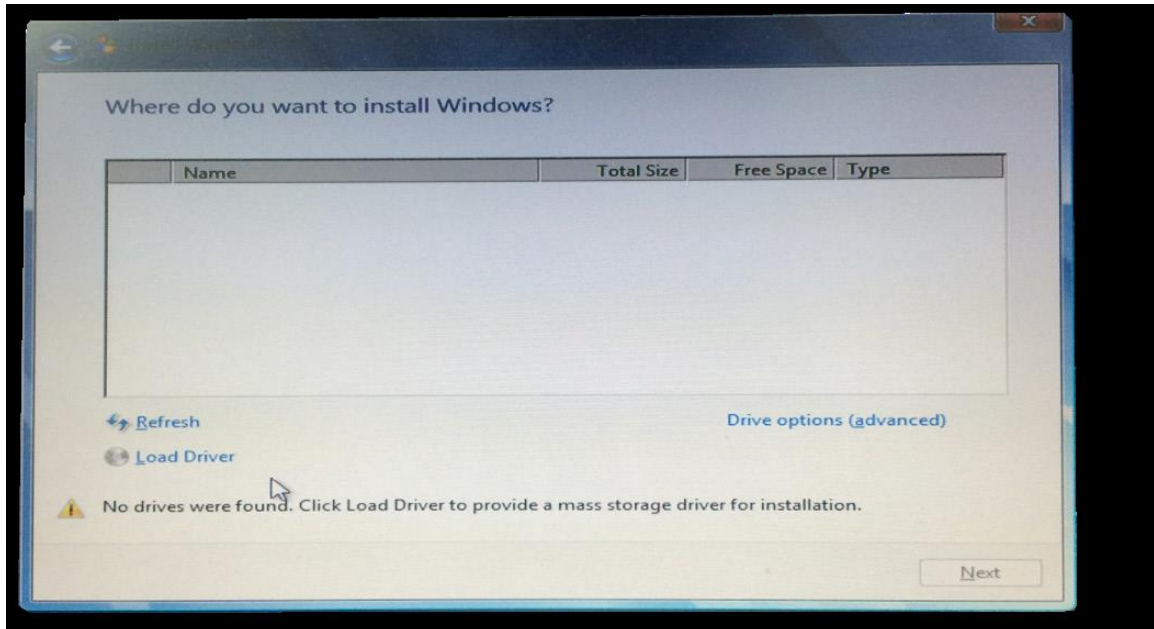 Where do you want to install Windows?
Name Total Size Free Space Type
Refresh Drive options (advanced)
Load Driver
No drives were found. Click Load Driver to provide a mass storage driver for installation.
Next